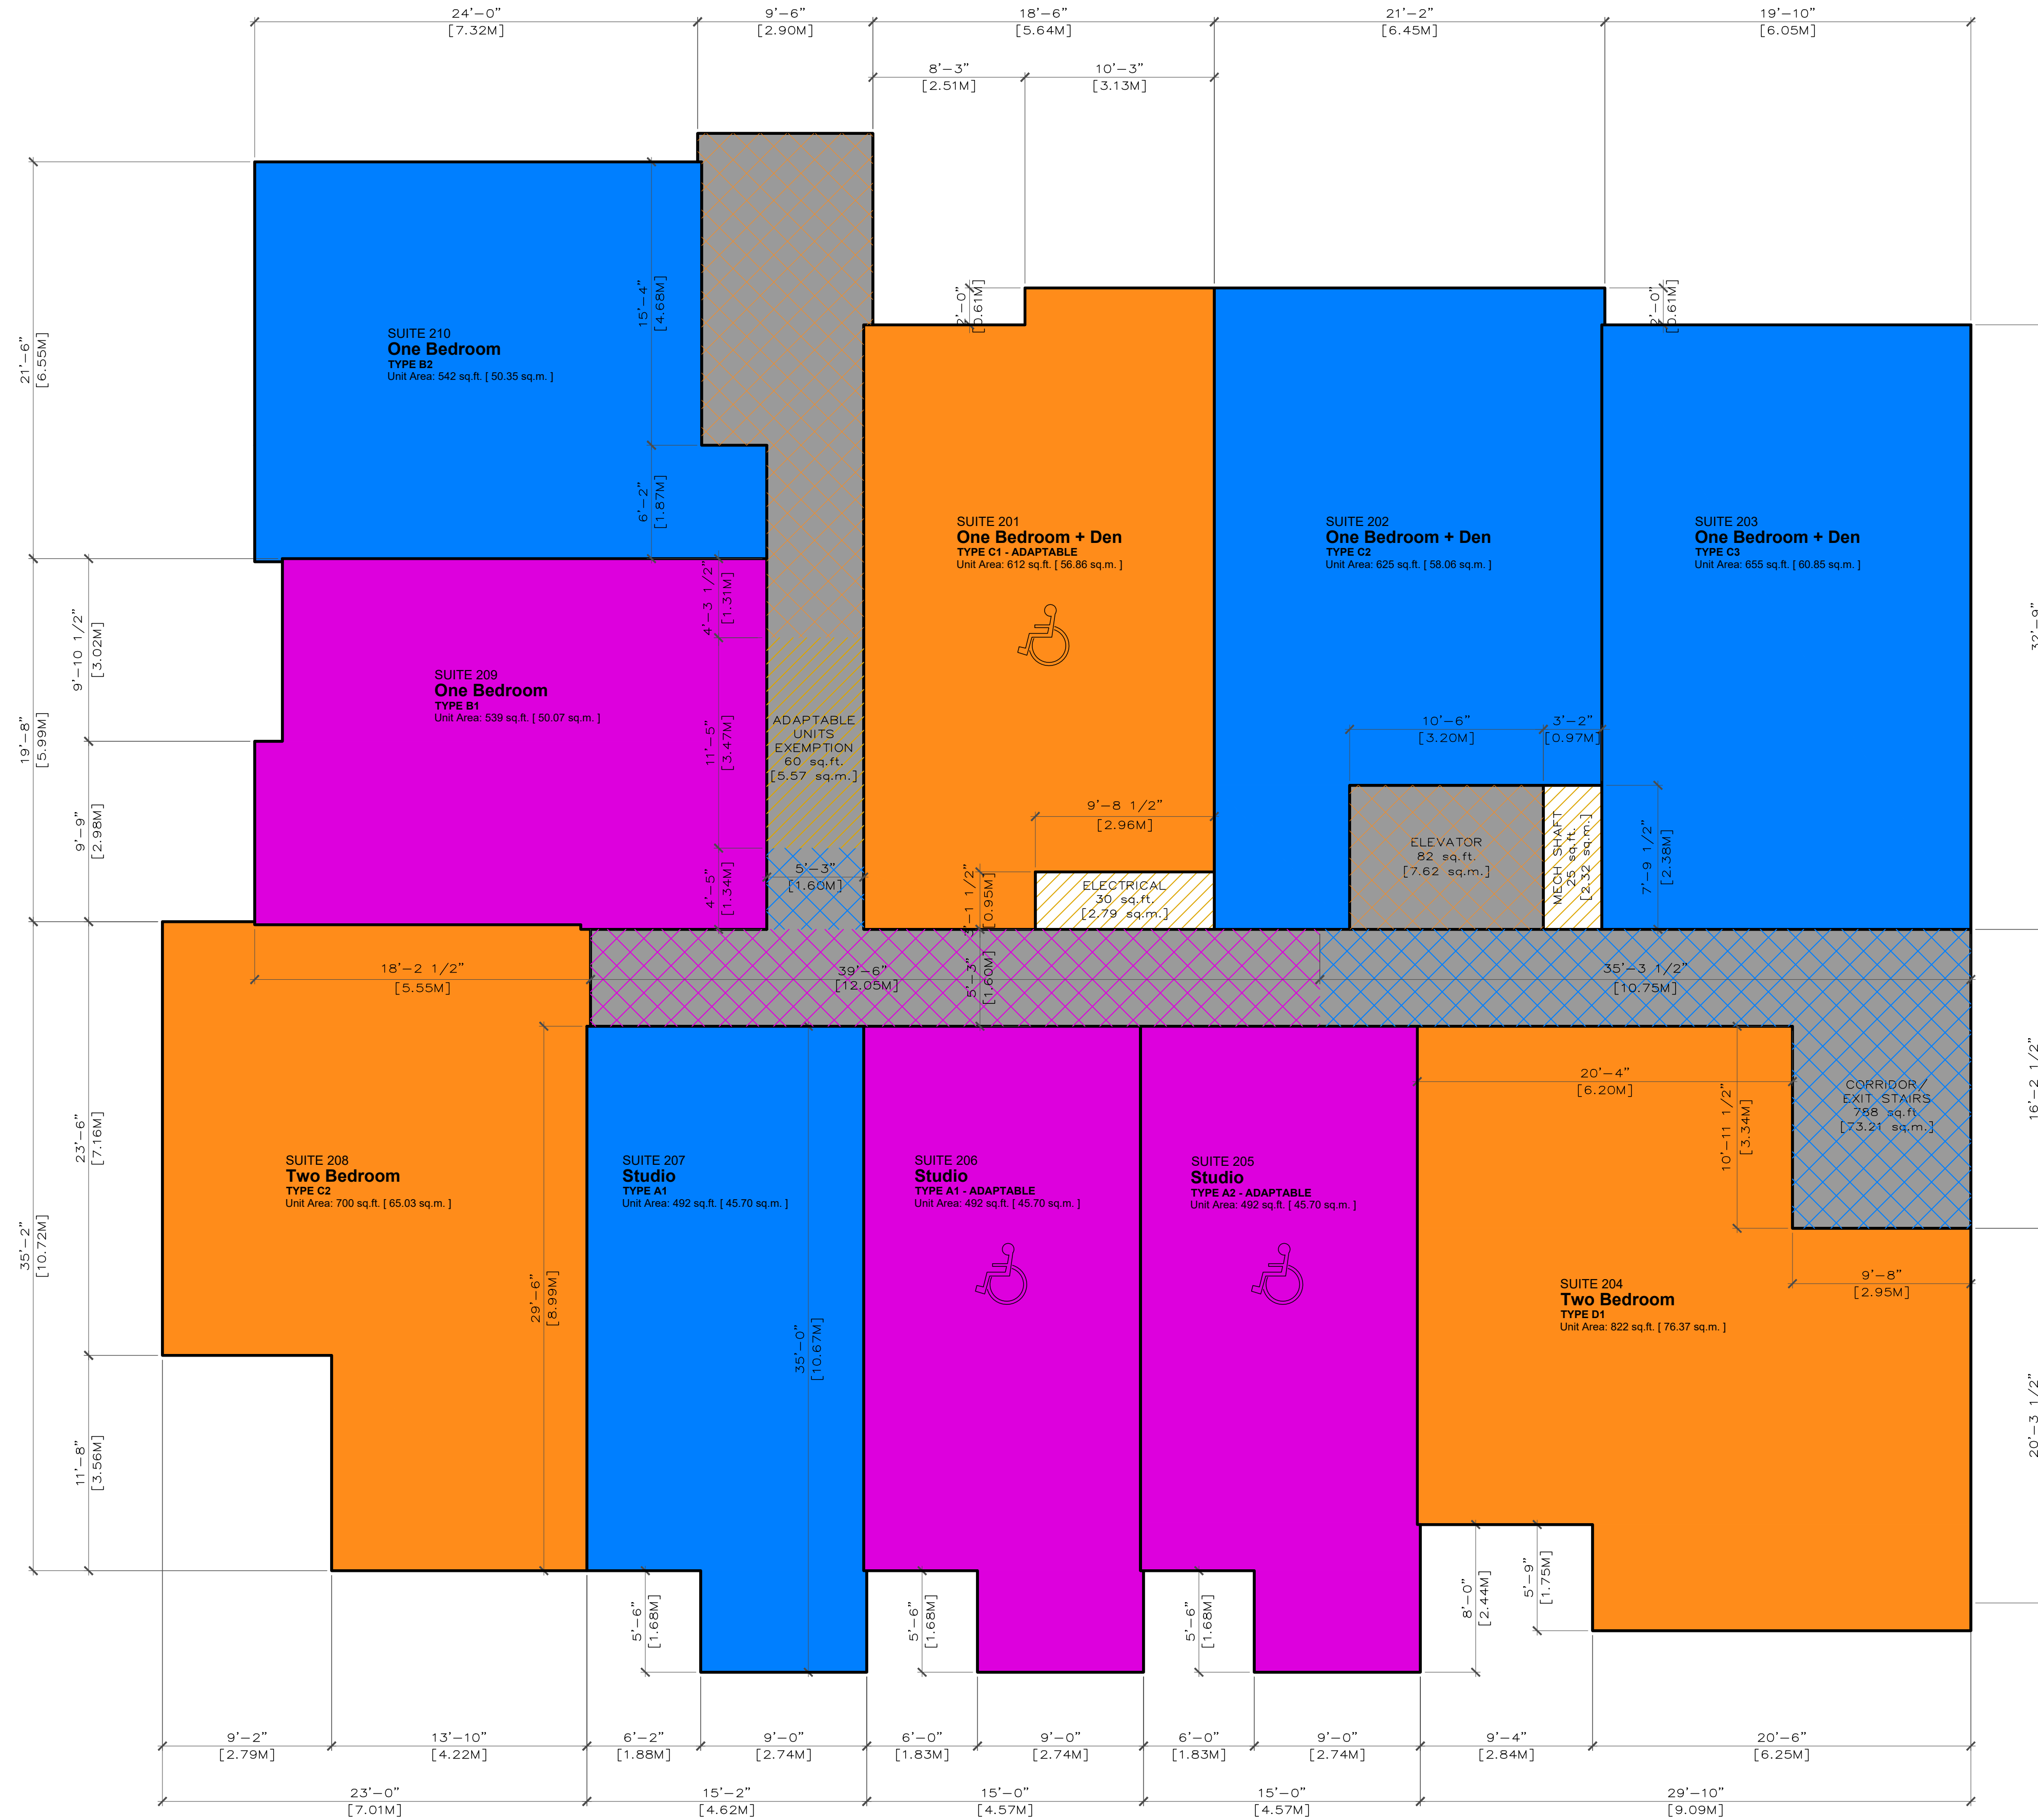 24'-0"
[7.32M]
9'-6"
[2.90M]
18'-6"
[5.64M]
21'-2"
[6.45M]
19'-10"
[6.05M]
8'-3"
[2.51M]
10'-3"
[3.13M]
2'-0"
[0.61M]
2'-0"
[0.61M]
21'-6"
[6.55M]
15'-4"
[4.68M]
6'-2"
[1.87M]
SUITE 210
One Bedroom
TYPE B2
Unit Area: 542 sq.ft. [ 50.35 sq.m. ]
SUITE 201
One Bedroom + Den
TYPE C1 - ADAPTABLE
Unit Area: 612 sq.ft. [ 56.86 sq.m. ]
SUITE 202
One Bedroom + Den
TYPE C2
Unit Area: 625 sq.ft. [ 58.06 sq.m. ]
SUITE 203
One Bedroom + Den
TYPE C3
Unit Area: 655 sq.ft. [ 60.85 sq.m. ]
32'-9"
9'-10 1/2"
[3.02M]
19'-8"
[5.99M]
9'-9"
[2.98M]
4'-3 1/2"
[1.31M]
11'-5"
[3.47M]
4'-5"
[1.34M]
SUITE 209
One Bedroom
TYPE B1
Unit Area: 539 sq.ft. [ 50.07 sq.m. ]
ADAPTABLE
UNITS
EXEMPTION
60 sq.ft.
[5.57 sq.m.]
5'-3"
[1.60M]
10'-6"
[3.20M]
3'-2"
[0.97M]
9'-8 1/2"
[2.96M]
-1 1/2"
[0.95M]
ELECTRICAL
30 sq.ft.
[2.79 sq.m.]
ELEVATOR
82 sq.ft.
[7.62 sq.m.]
MECH SHAFT
25 sq.ft.
[2.32 sq.m.]
7'-9 1/2"
[2.38M]
18'-2 1/2"
[5.55M]
39'-6"
[12.05M]
5'-3"
[1.60M]
35'-3 1/2"
[10.75M]
20'-4"
[6.20M]
10'-11 1/2"
[3.34M]
CORRIDOR/
EXIT STAIRS
788 sq.ft.
[73.21 sq.m.]
16'-2 1/2"
23'-6"
[7.16M]
35'-2"
[10.72M]
11'-8"
[3.56M]
SUITE 208
Two Bedroom
TYPE C2
Unit Area: 700 sq.ft. [ 65.03 sq.m. ]
SUITE 207
Studio
TYPE A1
Unit Area: 492 sq.ft. [ 45.70 sq.m. ]
SUITE 206
Studio
TYPE A1 - ADAPTABLE
Unit Area: 492 sq.ft. [ 45.70 sq.m. ]
SUITE 205
Studio
TYPE A2 - ADAPTABLE
Unit Area: 492 sq.ft. [ 45.70 sq.m. ]
29'-6"
[8.99M]
35'-0"
[10.67M]
9'-8"
[2.95M]
SUITE 204
Two Bedroom
TYPE D1
Unit Area: 822 sq.ft. [ 76.37 sq.m. ]
20'-3 1/2"
5'-6"
[1.68M]
5'-6"
[1.68M]
5'-6"
[1.68M]
8'-0"
[2.44M]
5'-9"
[1.75M]
9'-2"
[2.79M]
13'-10"
[4.22M]
6'-2"
[1.88M]
9'-0"
[2.74M]
6'-0"
[1.83M]
9'-0"
[2.74M]
6'-0"
[1.83M]
9'-0"
[2.74M]
9'-4"
[2.84M]
20'-6"
[6.25M]
23'-0"
[7.01M]
15'-2"
[4.62M]
15'-0"
[4.57M]
15'-0"
[4.57M]
29'-10"
[9.09M]